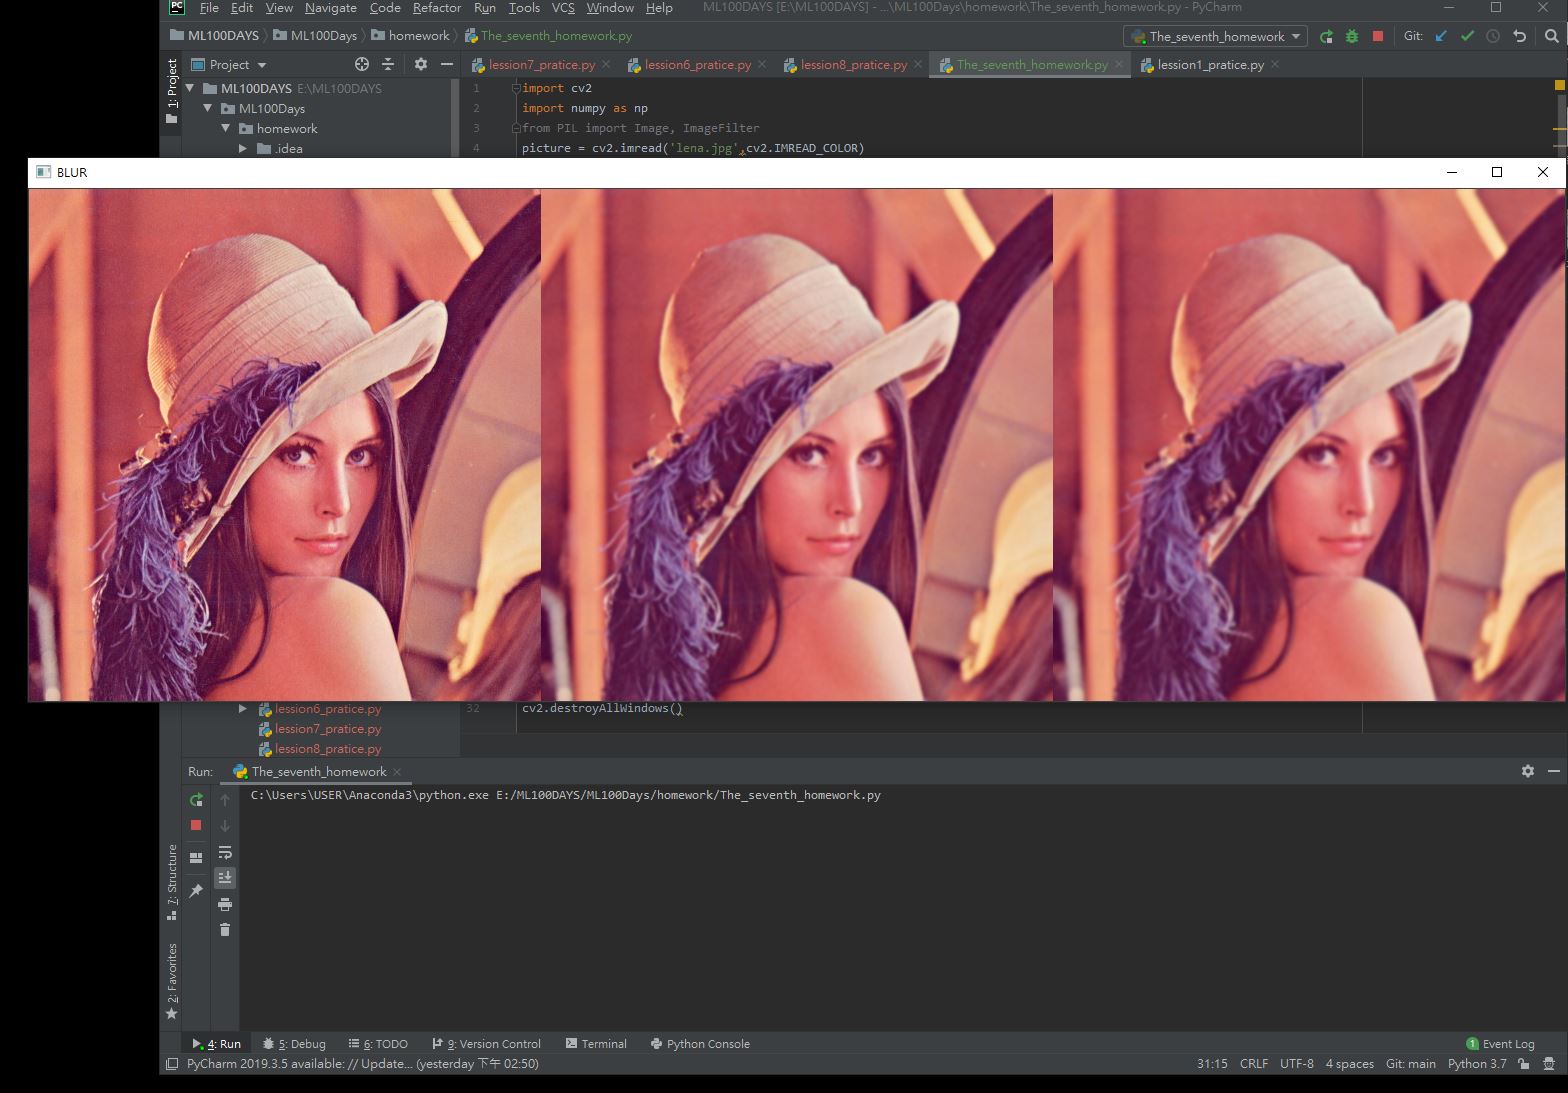 PC File Edit View Navigate Code Refactor Run Tools VCS Window Help ML100DAYS [E:\ML100DAYS] - ...\ML100Days\homework\The_seventh_homework.py - PyCharm
ML100DAYS ML100Days homework The_seventh_homework.py The_seventh_homework Git:
1: Project
Project lession7_pratice.py lession6_pratice.py lession8_pratice.py The_seventh_homework.py lession1_pratice.py
ML100DAYS E:\ML100DAYS
ML100Days
homework
.idea
1 import cv2
2 import numpy as np
3 from PIL import Image, ImageFilter
4 picture = cv2.imread('lena.jpg',cv2.IMREAD_COLOR)
BLUR
lession6_pratice.py
lession7_pratice.py
lession8_pratice.py
32 cv2.destroyAllWindows()
Run: The_seventh_homework
C:\Users\USER\Anaconda3\python.exe E:/ML100DAYS/ML100Days/homework/The_seventh_homework.py
7: Structure
2: Favorites
4: Run 5: Debug 6: TODO 9: Version Control Terminal Python Console 1 Event Log
PyCharm 2019.3.5 available: // Update... (yesterday 下午 02:50) 31:15 CRLF UTF-8 4 spaces Git: main Python 3.7